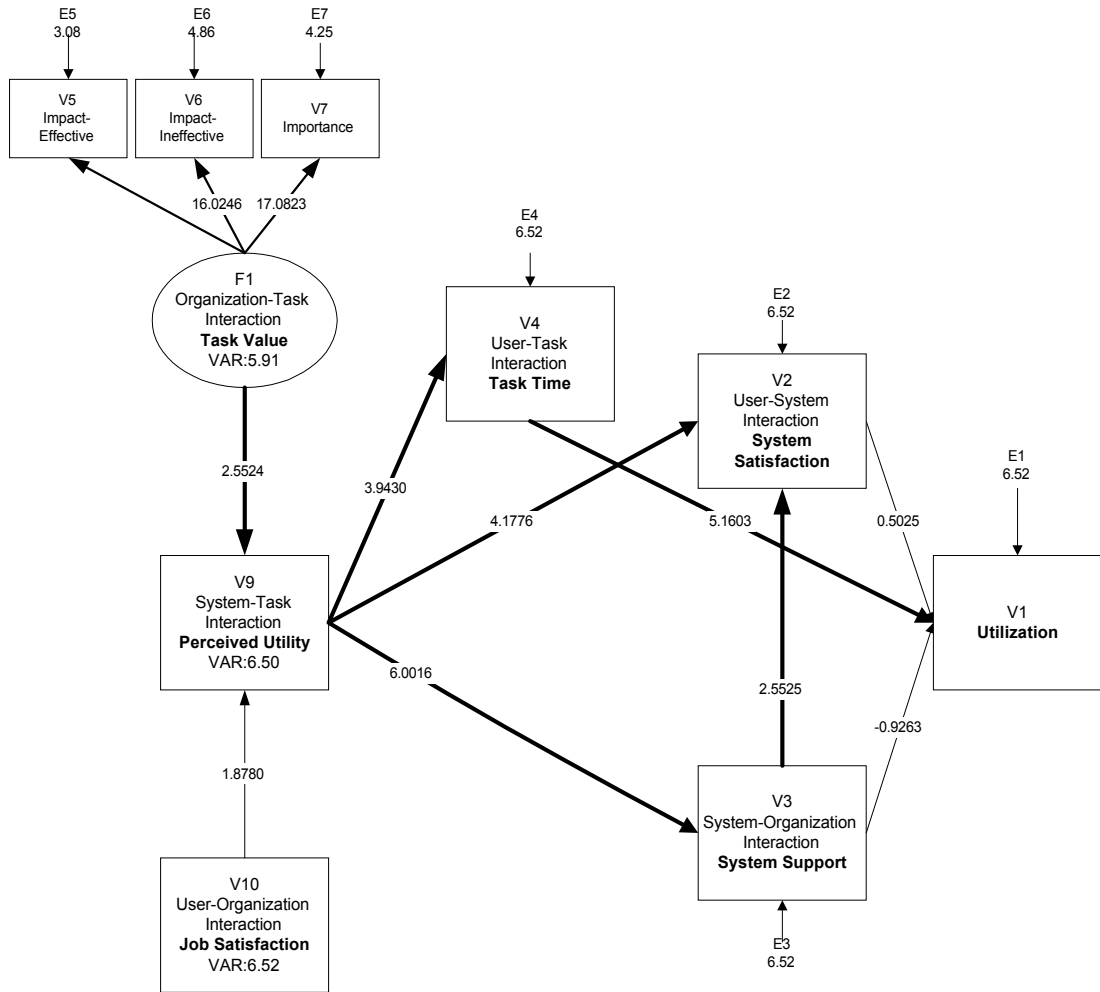 E5
3.08
E6
4.86
E7
4.25
V5
Impact-
Effective
V6
Impact-
Ineffective
V7
Importance
16.0246
17.0823
F1
Organization-Task
Interaction
Task Value
VAR:5.91
E4
6.52
V4
User-Task
Interaction
Task Time
E2
6.52
V2
User-System
Interaction
System
Satisfaction
E1
6.52
2.5524
3.9430
4.1776
5.1603
0.5025
V9
System-Task
Interaction
Perceived Utility
VAR:6.50
V1
Utilization
6.0016
2.5525
-0.9263
1.8780
V3
System-Organization
Interaction
System Support
V10
User-Organization
Interaction
Job Satisfaction
VAR:6.52
E3
6.52